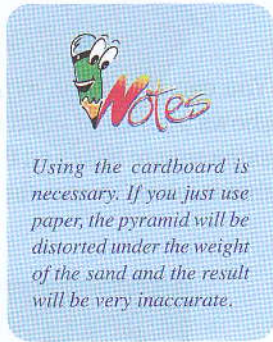 Notes
Using the cardboard is
necessary. If you just use
paper, the pyramid will be
distorted under the weight
of the sand and the result
will be very inaccurate.